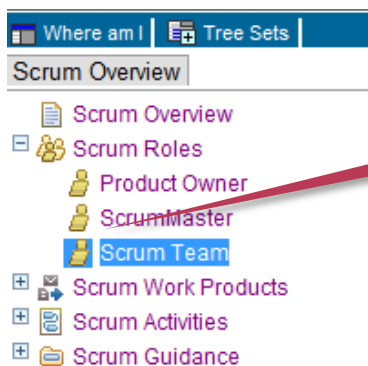 Where am I Tree Sets
Scrum Overview
Scrum Overview
Scrum Roles
Product Owner
ScrumMaster
Scrum Team
Scrum Work Products
Scrum Activities
Scrum Guidance